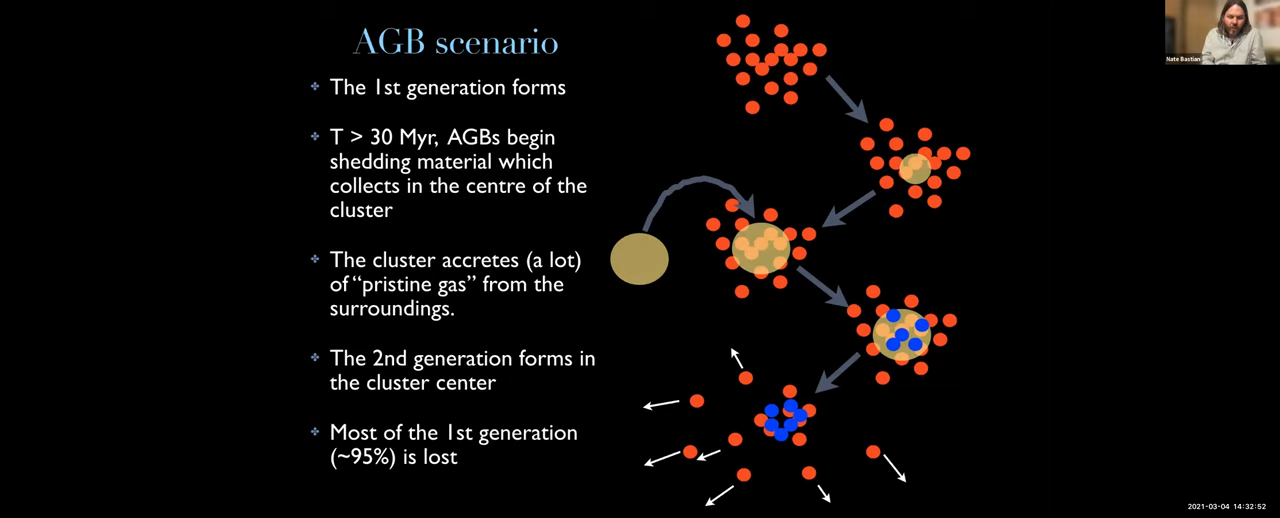 AGB scenario
The 1st generation forms
T > 30 Myr, AGBs begin
shedding material which
collects in the centre of the
cluster
The cluster accretes (a lot)
of “pristine gas” from the
surroundings.
The 2nd generation forms in
the cluster center
Most of the 1st generation
(~95%) is lost
Nate Bastian
2021-03-04 14:32:52